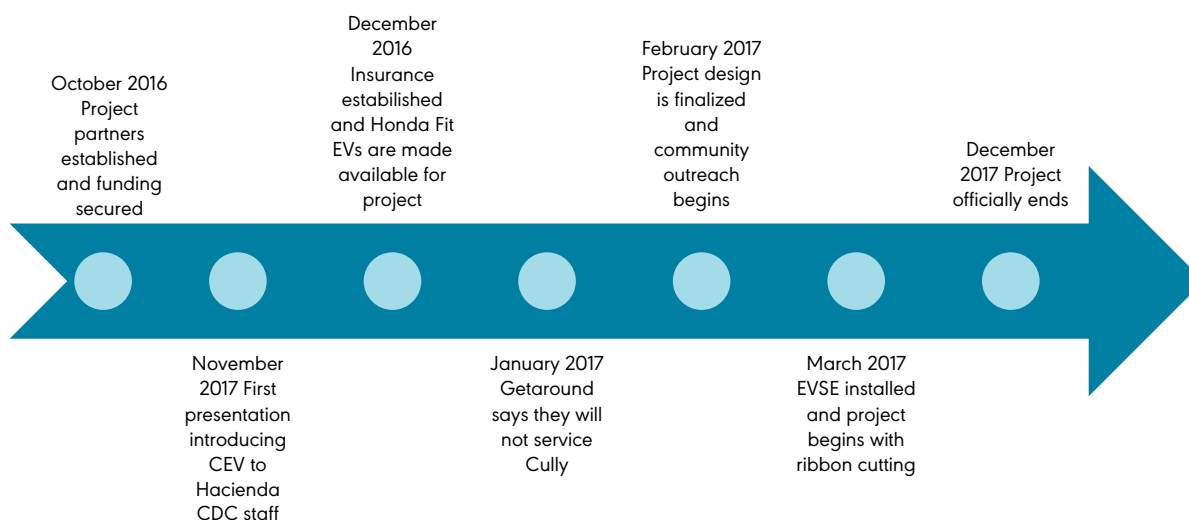 October 2016
Project
partners
established
and funding
secured
November
2017 First
presentation
introducing
CEV to
Hacienda
CDC staff
December
2016
Insurance
estabilished
and Honda Fit
EVs are made
available for
project
January 2017
Getaround
says they will
not service
Cully
February 2017
Project design
is finalized
and
community
outreach
begins
March 2017
EVSE installed
and project
begins with
ribbon cutting
December
2017 Project
officially ends